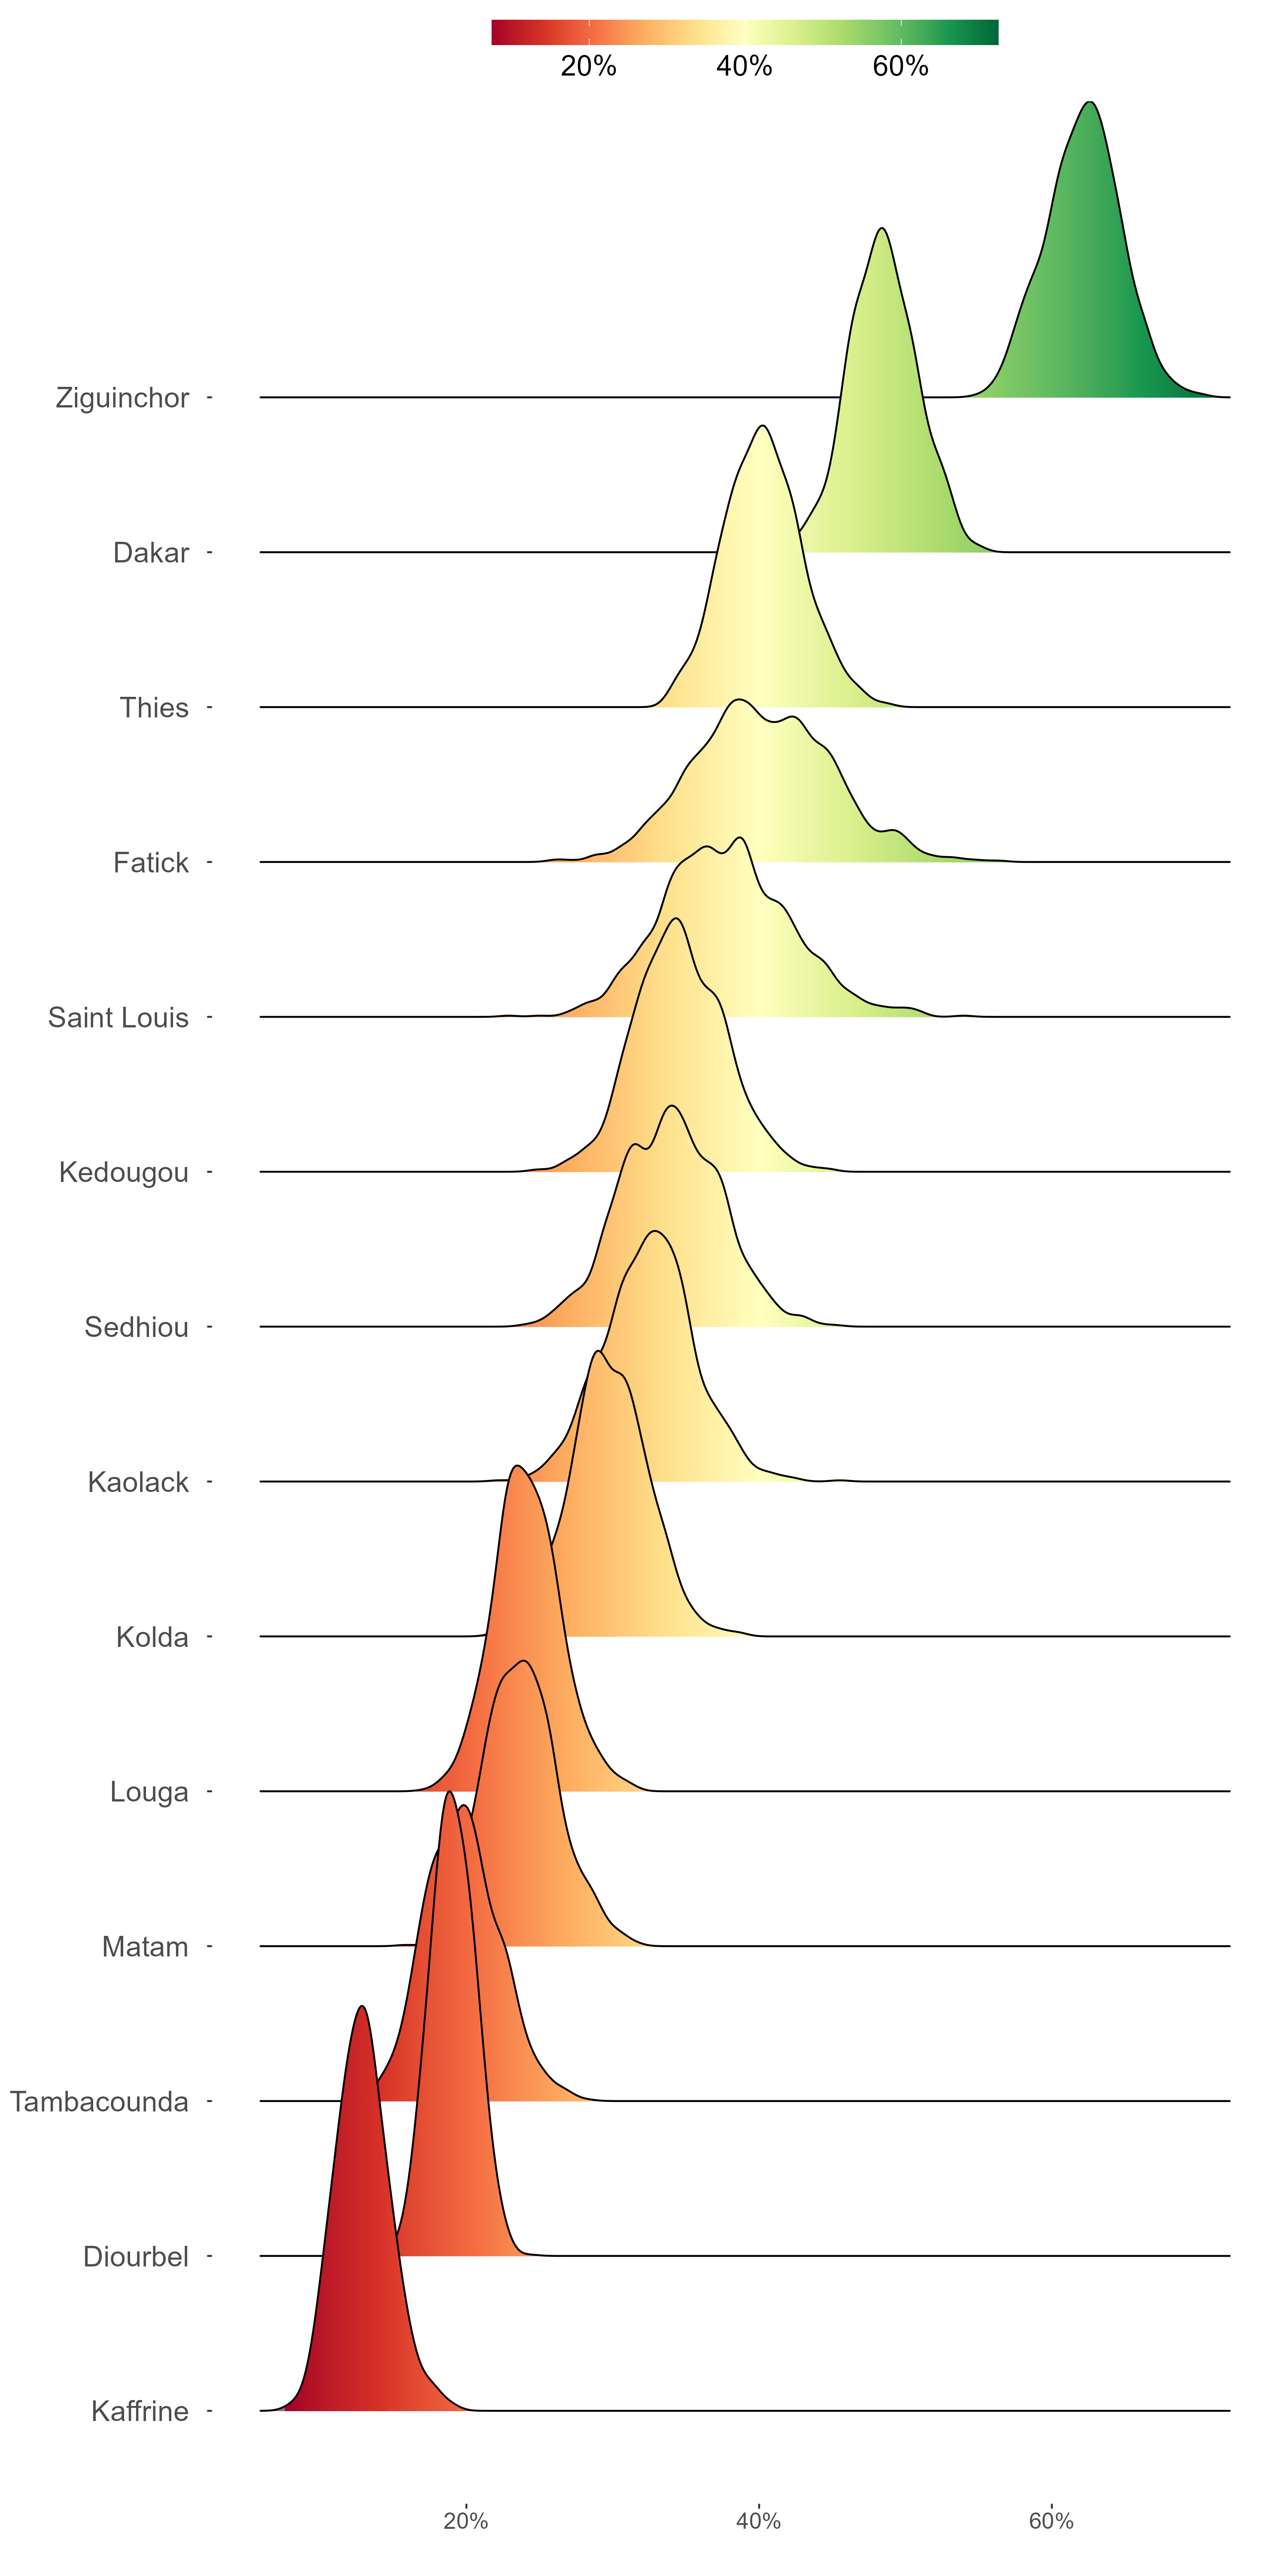 20% 40% 60%
Ziguinchor
Dakar
Thies
Fatick
Saint Louis
Kedougou
Sedhiou
Kaolack
Kolda
Louga
Matam
Tambacounda
Diourbel
Kaffrine
20% 40% 60%